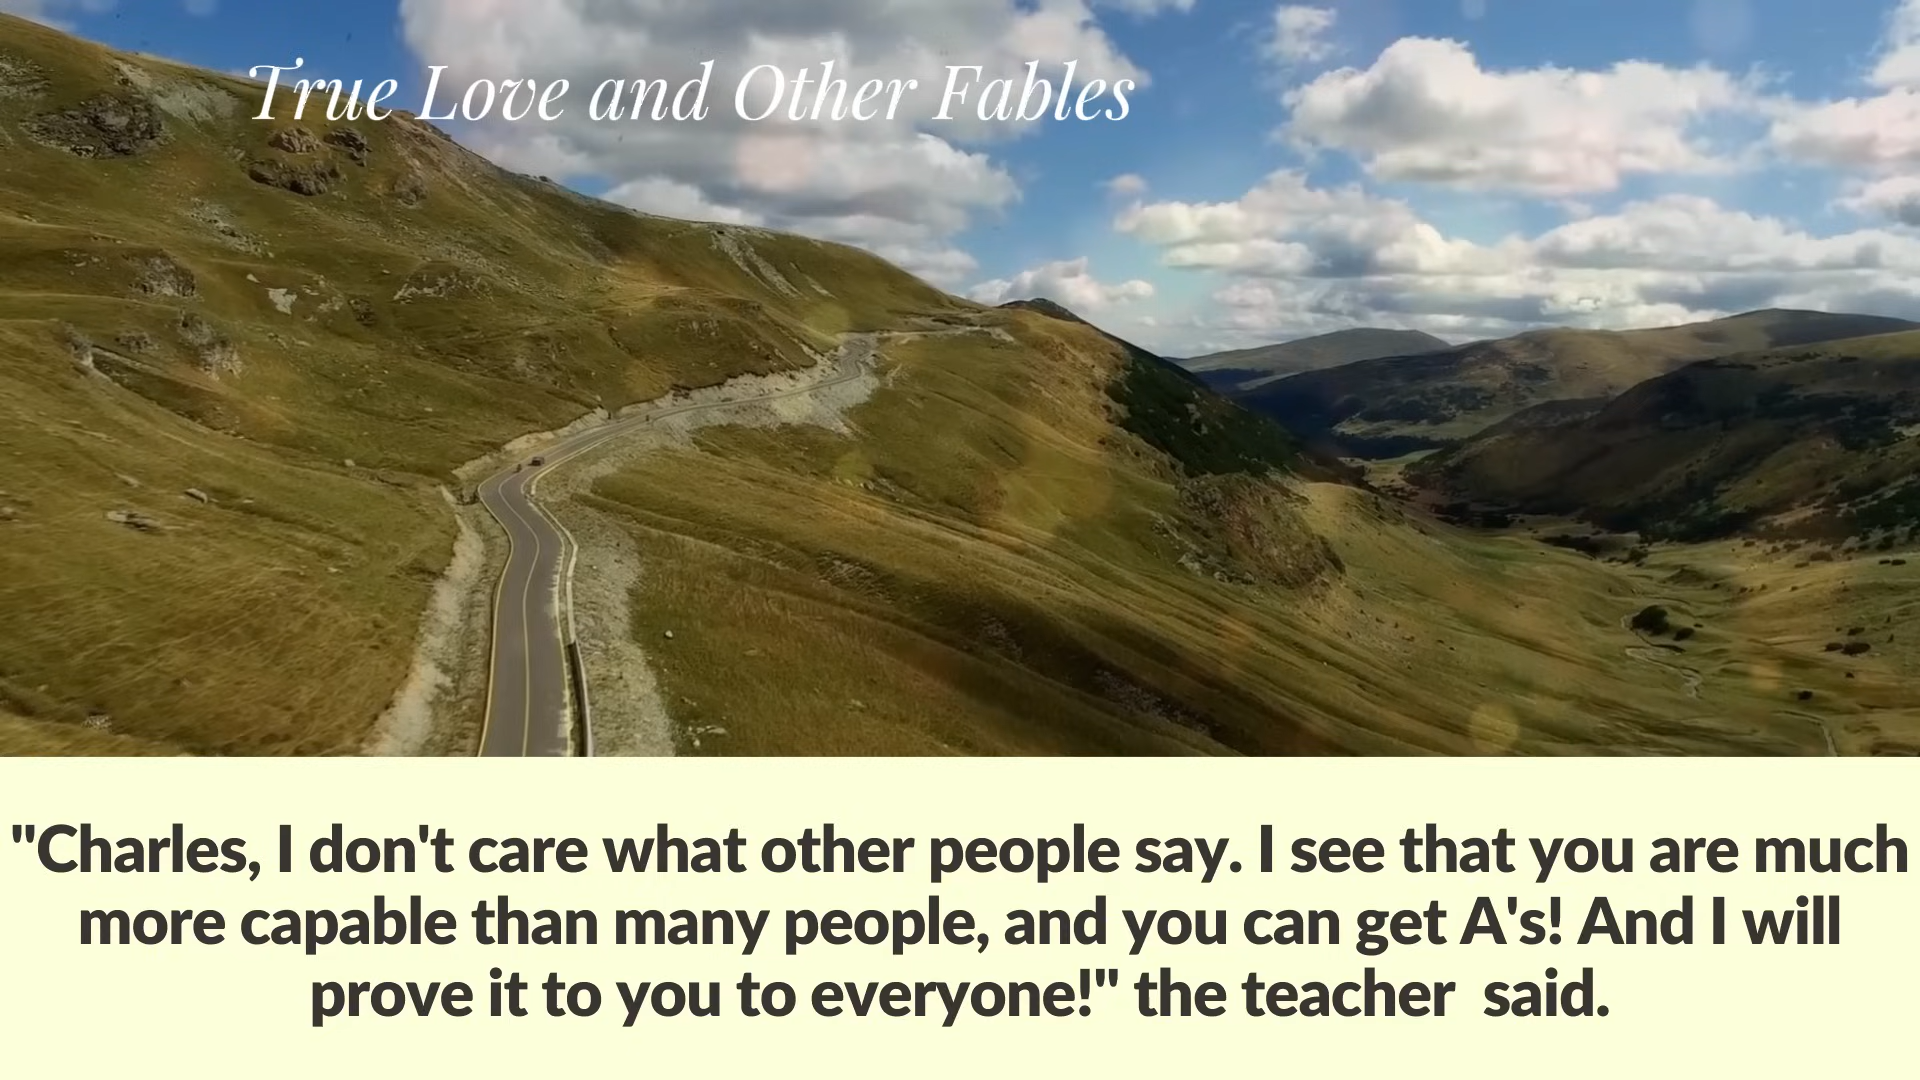 True Love and Other Fables
"Charles, I don't care what other people say. I see that you are much
more capable than many people, and you can get A's! And I will
prove it to you to everyone!" the teacher  said.